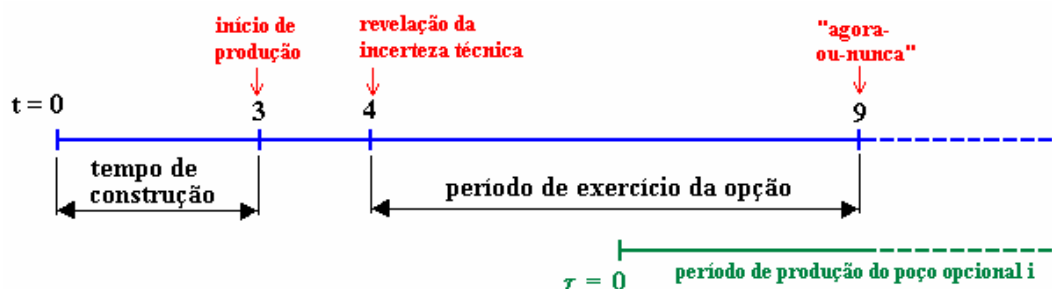 início de
produção
revelação da
incerteza técnica
"agora-
ou-nunca"
t = 0
3
4
9
tempo de
construção
período de exercício da opção
τ = 0
período de produção do poço opcional i